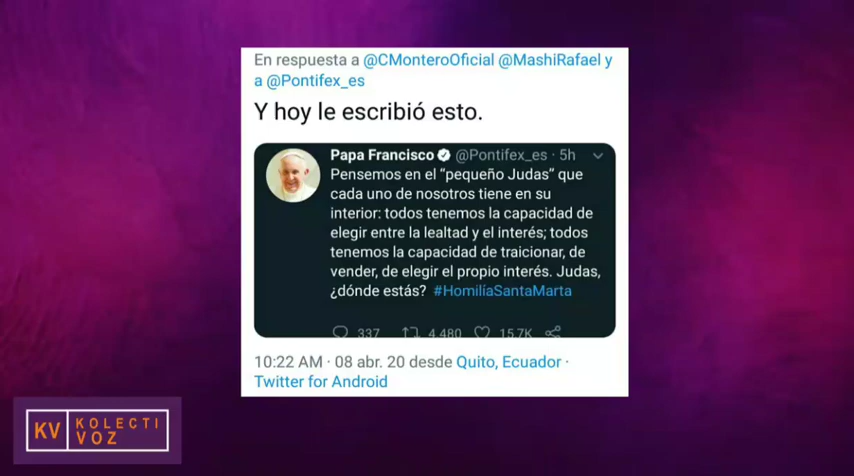 En respuesta a @CMonteroOficial @MashiRafael y
a @Pontifex_es
Y hoy le escribió esto.
Papa Francisco @Pontifex_es · 5h
Pensemos en el “pequeño Judas” que
cada uno de nosotros tiene en su
interior: todos tenemos la capacidad de
elegir entre la lealtad y el interés; todos
tenemos la capacidad de traicionar, de
vender, de elegir el propio interés. Judas,
¿dónde estás? #HomilíaSantaMarta
337 4.480 15,7K
10:22 AM · 08 abr. 20 desde Quito, Ecuador ·
Twitter for Android
KV KOLECTI
VOZ